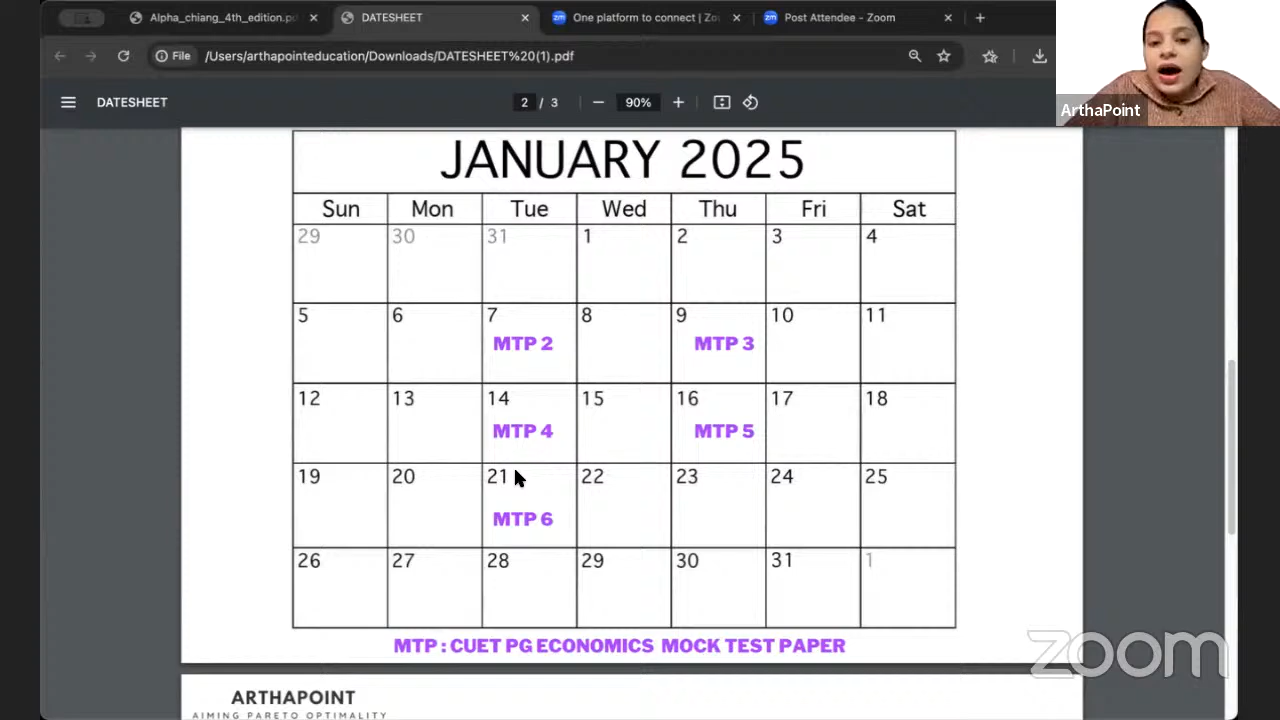 Alpha_chiang_4th_edition.pd
DATESHEET
One platform to connect | Zo
Post Attendee - Zoom
File
/Users/arthapointeducation/Downloads/DATESHEET%20(1).pdf
DATESHEET
2 / 3
90%
ArthaPoint
JANUARY 2025
Sun Mon Tue Wed Thu Fri Sat
29 30 31 1 2 3 4
5 6 7 8 9 10 11
MTP 2 MTP 3
12 13 14 15 16 17 18
MTP 4 MTP 5
19 20 21 22 23 24 25
MTP 6
26 27 28 29 30 31 1
MTP : CUET PG ECONOMICS MOCK TEST PAPER
zoom
ARTHAPOINT
AIMING PARETO OPTIMALITY